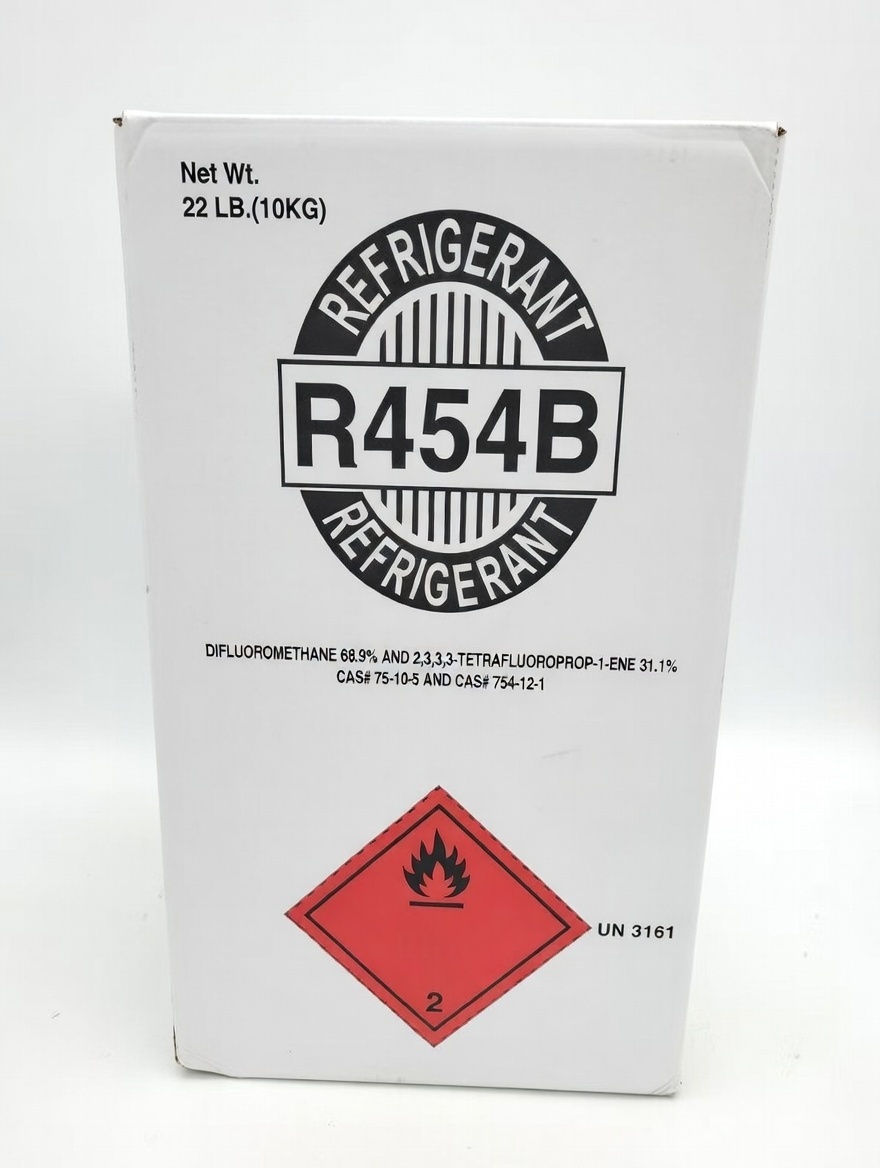 Net Wt.
22 LB.(10KG)
REFRIGERANT
R454B
REFRIGERANT
DIFLUOROMETHANE 68.9% AND 2,3,3,3-TETRAFLUOROPROP-1-ENE 31.1%
CAS# 75-10-5 AND CAS# 754-12-1
UN 3161
2